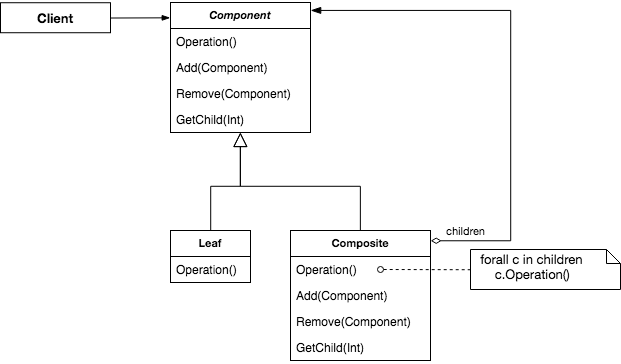 Client
Component
Operation()
Add(Component)
Remove(Component)
GetChild(Int)
children
Leaf
Operation()
Composite
Operation()
Add(Component)
Remove(Component)
GetChild(Int)
forall c in children
c.Operation()